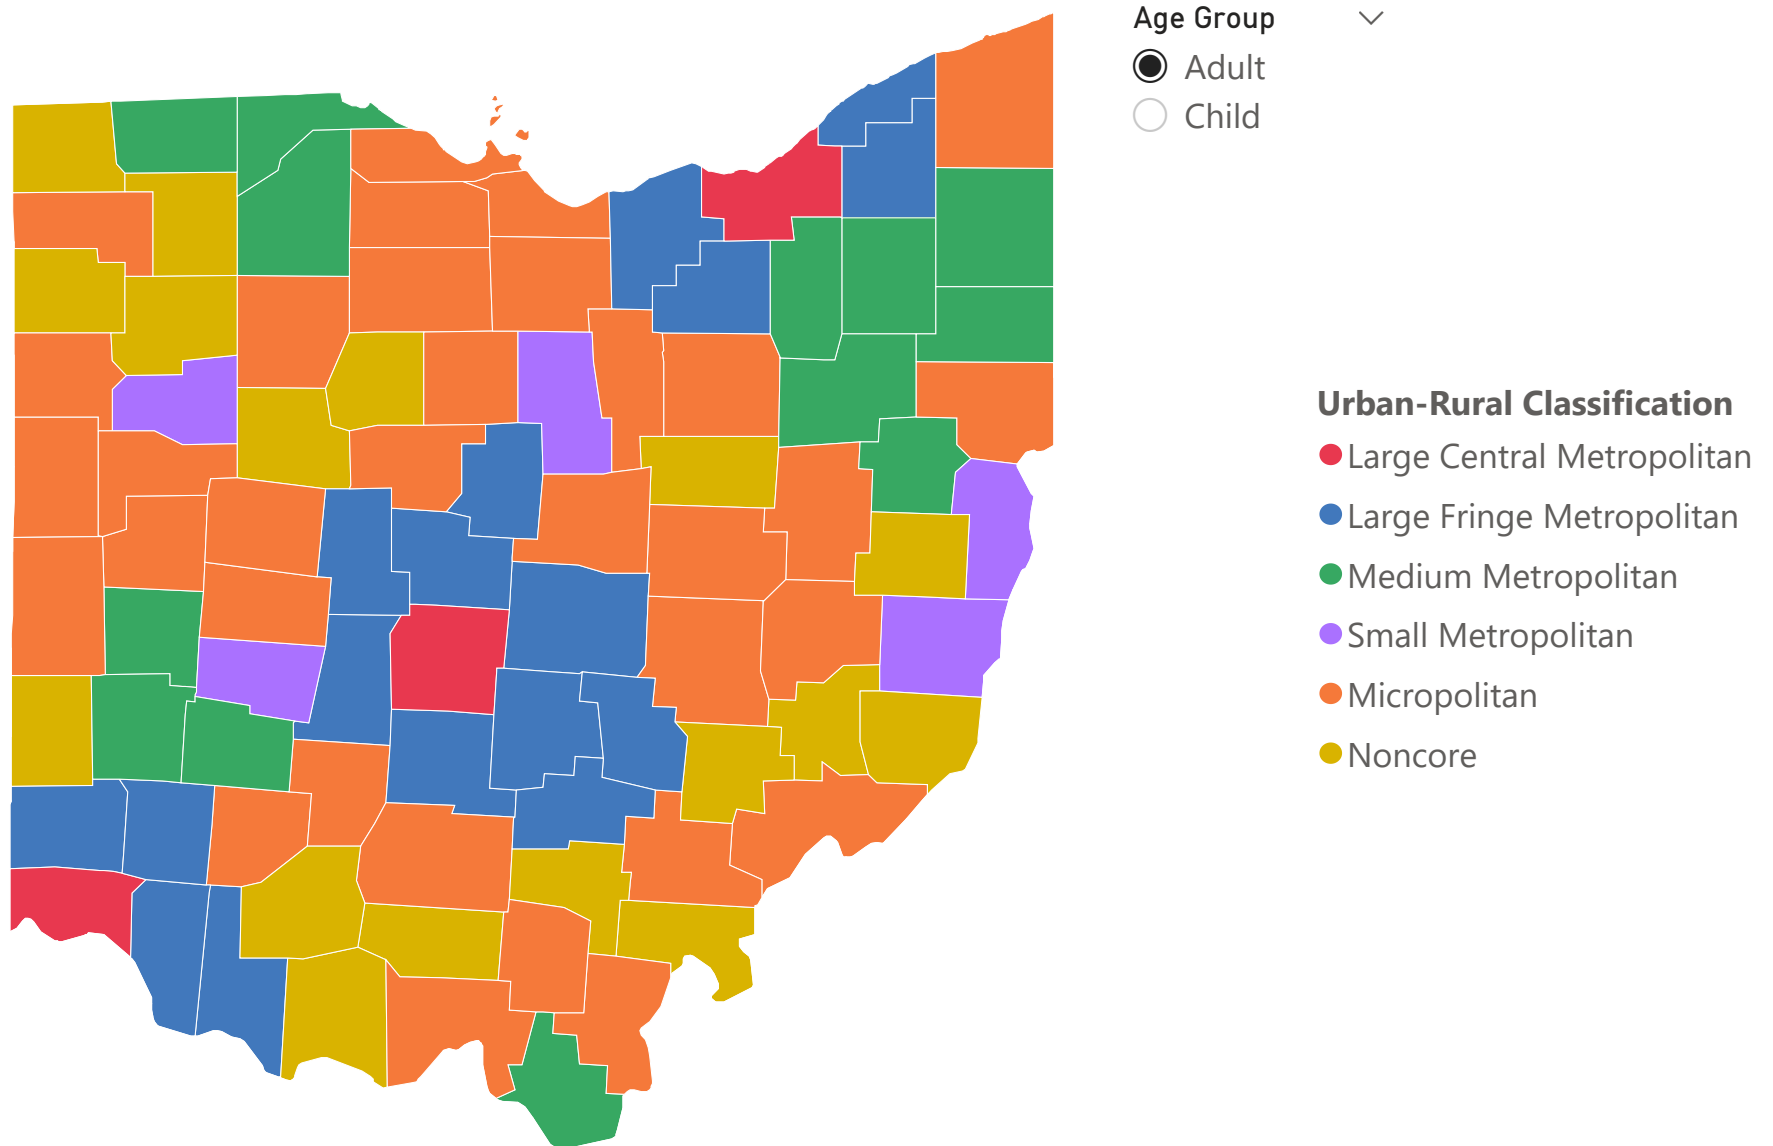 Age Group
Adult
Child
Urban-Rural Classification
Large Central Metropolitan
Large Fringe Metropolitan
Medium Metropolitan
Small Metropolitan
Micropolitan
Noncore